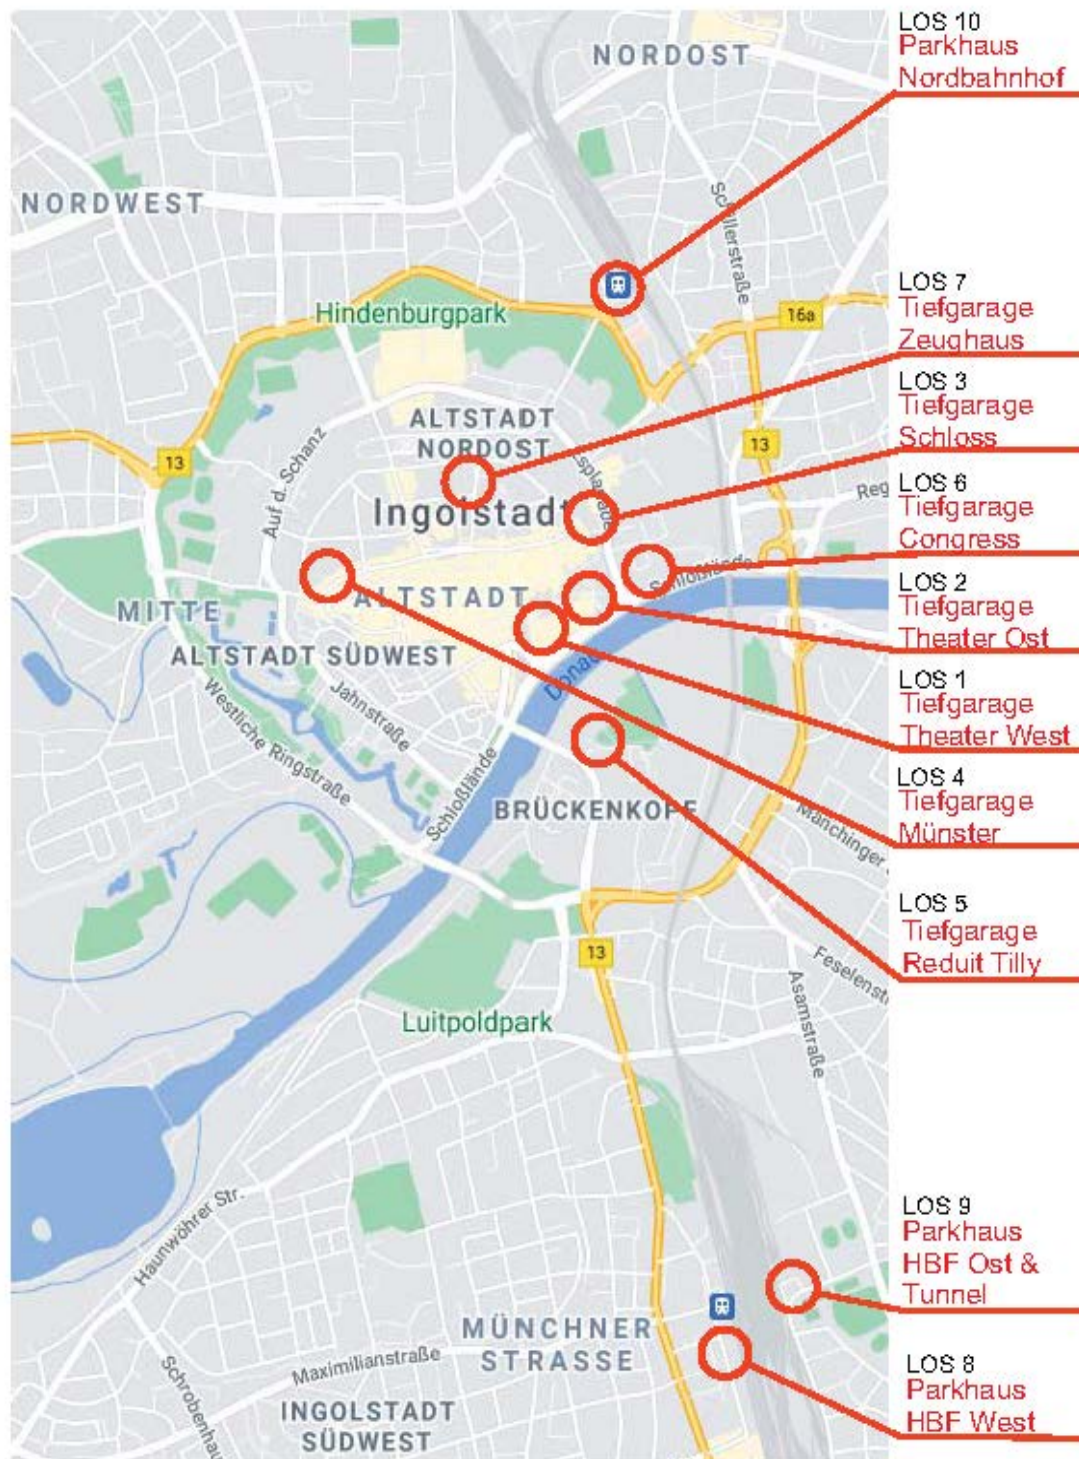 LOS 10
Parkhaus
Nordbahnhof
NORDOST
NORDWEST
Schillerstraße
LOS 7
Tiefgarage
Zeughaus
Hindenburgpark
16a
LOS 3
Tiefgarage
Schloss
ALTSTADT
NORDOST
13
13
Auf d. Schanz
Esplanade
Reg
LOS 6
Tiefgarage
Congress
Ingolstadt
Schloßlände
LOS 2
Tiefgarage
Theater Ost
MITTE
ALTSTADT
ALTSTADT SÜDWEST
Donau
LOS 1
Tiefgarage
Theater West
Jahnstraße
Westliche Ringstraße
Schloßlände
LOS 4
Tiefgarage
Münster
BRÜCKENKOPF
Manchinger
LOS 5
Tiefgarage
Reduit Tilly
13
Feselenstr
Asamstraße
Luitpoldpark
Haunwöhrer Str.
LOS 9
Parkhaus
HBF Ost &
Tunnel
MÜNCHNER
STRASSE
Maximilianstraße
LOS 8
Parkhaus
HBF West
Schrobenhau
INGOLSTADT
SÜDWEST